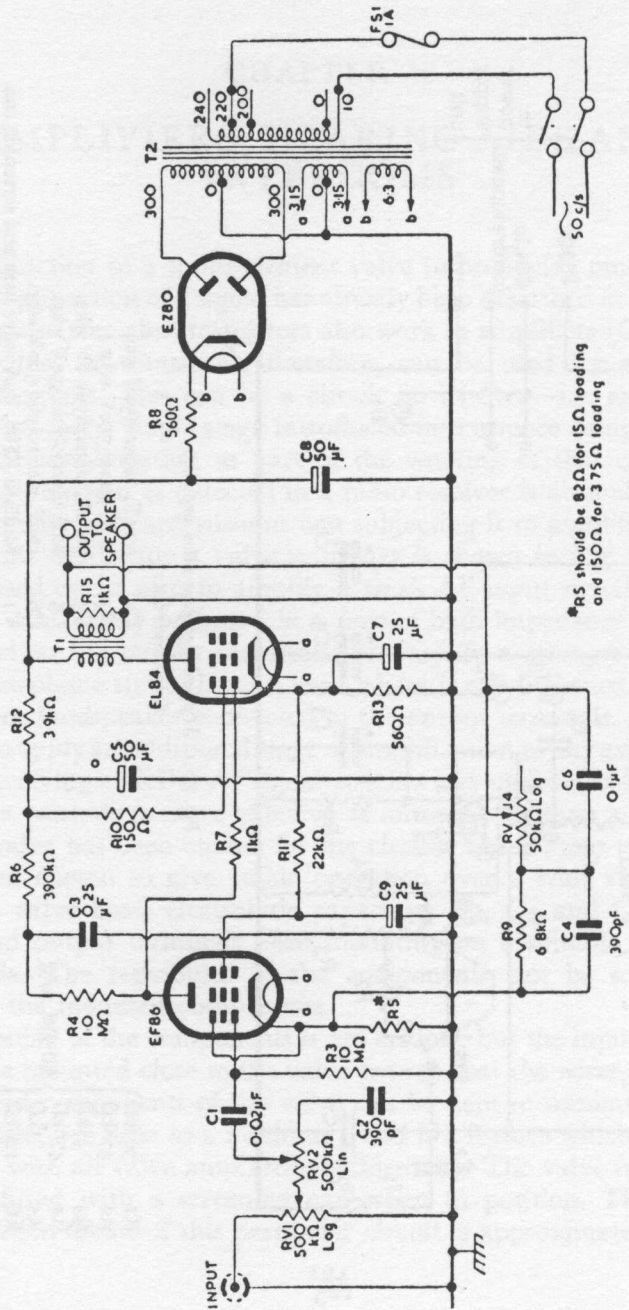 INPUT
RV1
500
kΩ
Log
RV2
500kΩ
Lin
C1
0·02µF
C2
390
pF
R3
10
MΩ
R4
10
MΩ
EF86
a
a
R5
*
C3
·25
µF
R6
390kΩ
R7
1kΩ
C9
25
µF
R11
22kΩ
R10
150
Ω
C5
50
µF
R12
3·9kΩ
EL84
a
a
R13
560Ω
C7
25
µF
T1
R15
1kΩ
OUTPUT
TO
SPEAKER
R9
6·8kΩ
C4
390pF
50kΩ Log
C6
0·1µF
C8
50
µF
R8
560Ω
EZ80
b
b
T2
300
0
300
3·15
0
3·15
6·3
a
a
b
b
240
220
200
0
10
FS1
1A
50 c/s
*R5 should be 82Ω for 15Ω loading
and 150Ω for 3·75Ω loading